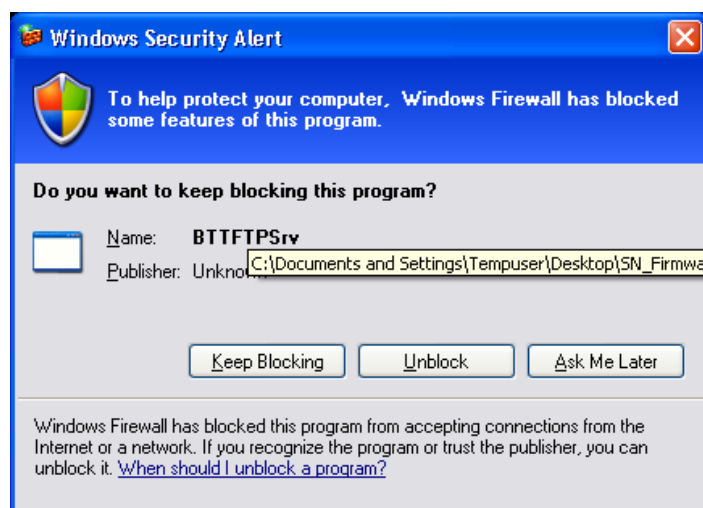 Windows Security Alert
To help protect your computer, Windows Firewall has blocked
some features of this program.
Do you want to keep blocking this program?
Name: BTTFTPSrv
C:\Documents and Settings\Tempuser\Desktop\SN_Firmwa
Publisher:
Keep Blocking Unblock Ask Me Later
Windows Firewall has blocked this program from accepting connections from the
Internet or a network. If you recognize the program or trust the publisher, you can
unblock it. When should I unblock a program?